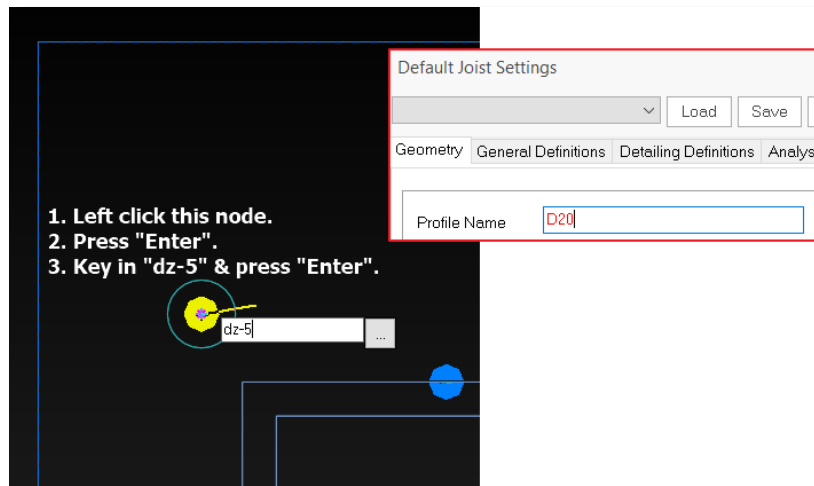 Default Joist Settings
Load Save
Geometry General Definitions Detailing Definitions Analys
Profile Name D20
1. Left click this node.
2. Press "Enter".
3. Key in "dz-5" & press "Enter".
dz-5 ...